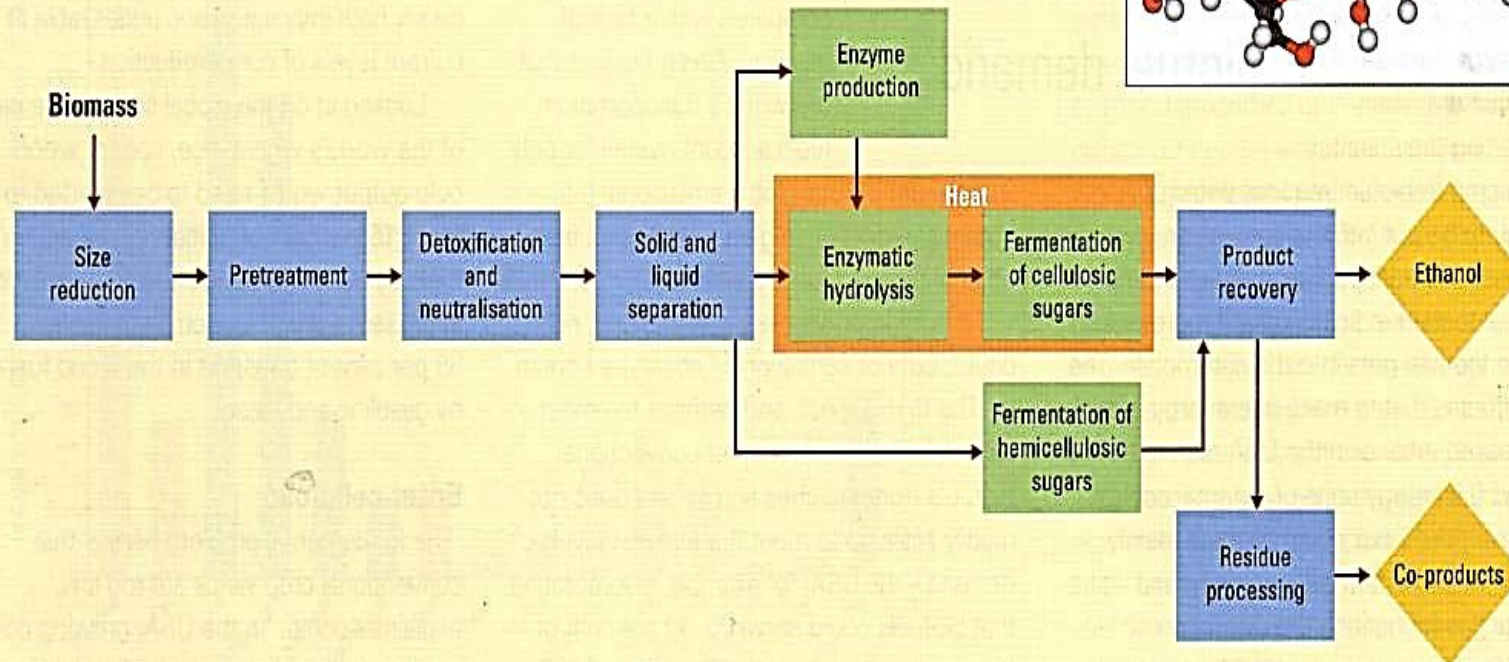 Enzyme
production
Biomass
Heat
Size
reduction
Pretreatment
Detoxification
and
neutralisation
Solid and
liquid
separation
Enzymatic
hydrolysis
Fermentation
of cellulosic
sugars
Product
recovery
Ethanol
Fermentation of
hemicellulosic
sugars
Residue
processing
Co-products